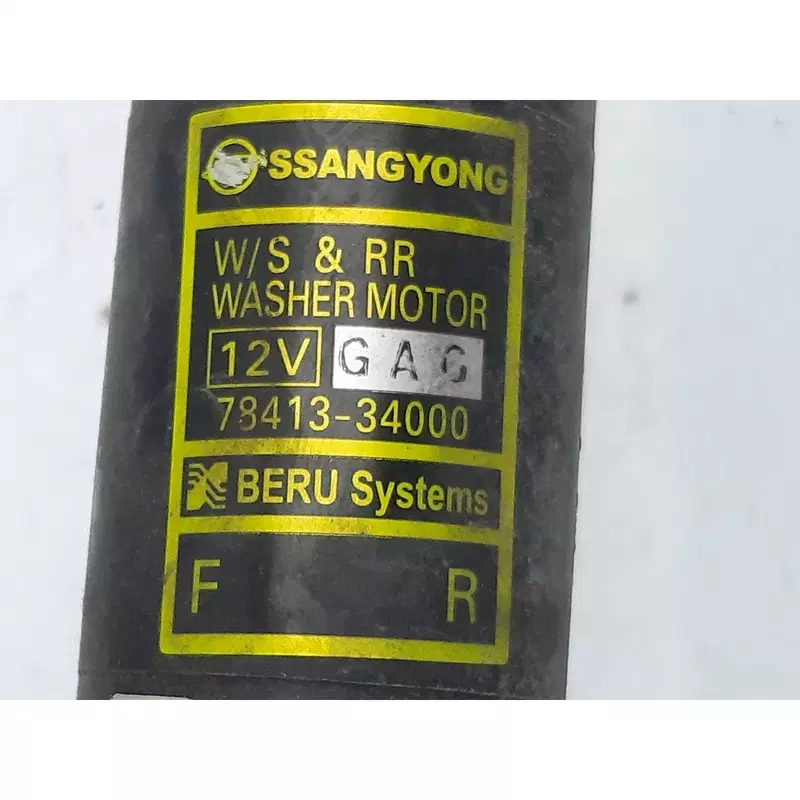 SSANGYONG
W/S & RR
WASHER MOTOR
12V GAG
78413-34000
BERU Systems
F R